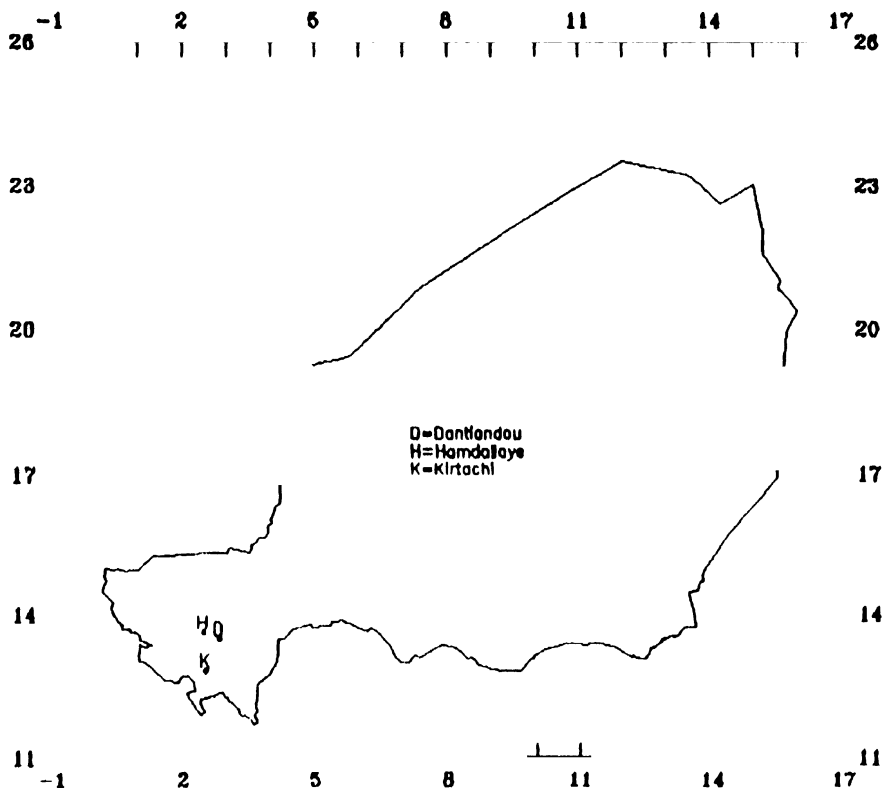 -1 2 5 8 11 14 17
26 26
23 23
20 20
D=Dantiandou
H=Hamdallaye
K=Kirtachi
17 17
14 14
H D
K
11 11
-1 2 5 8 11 14 17